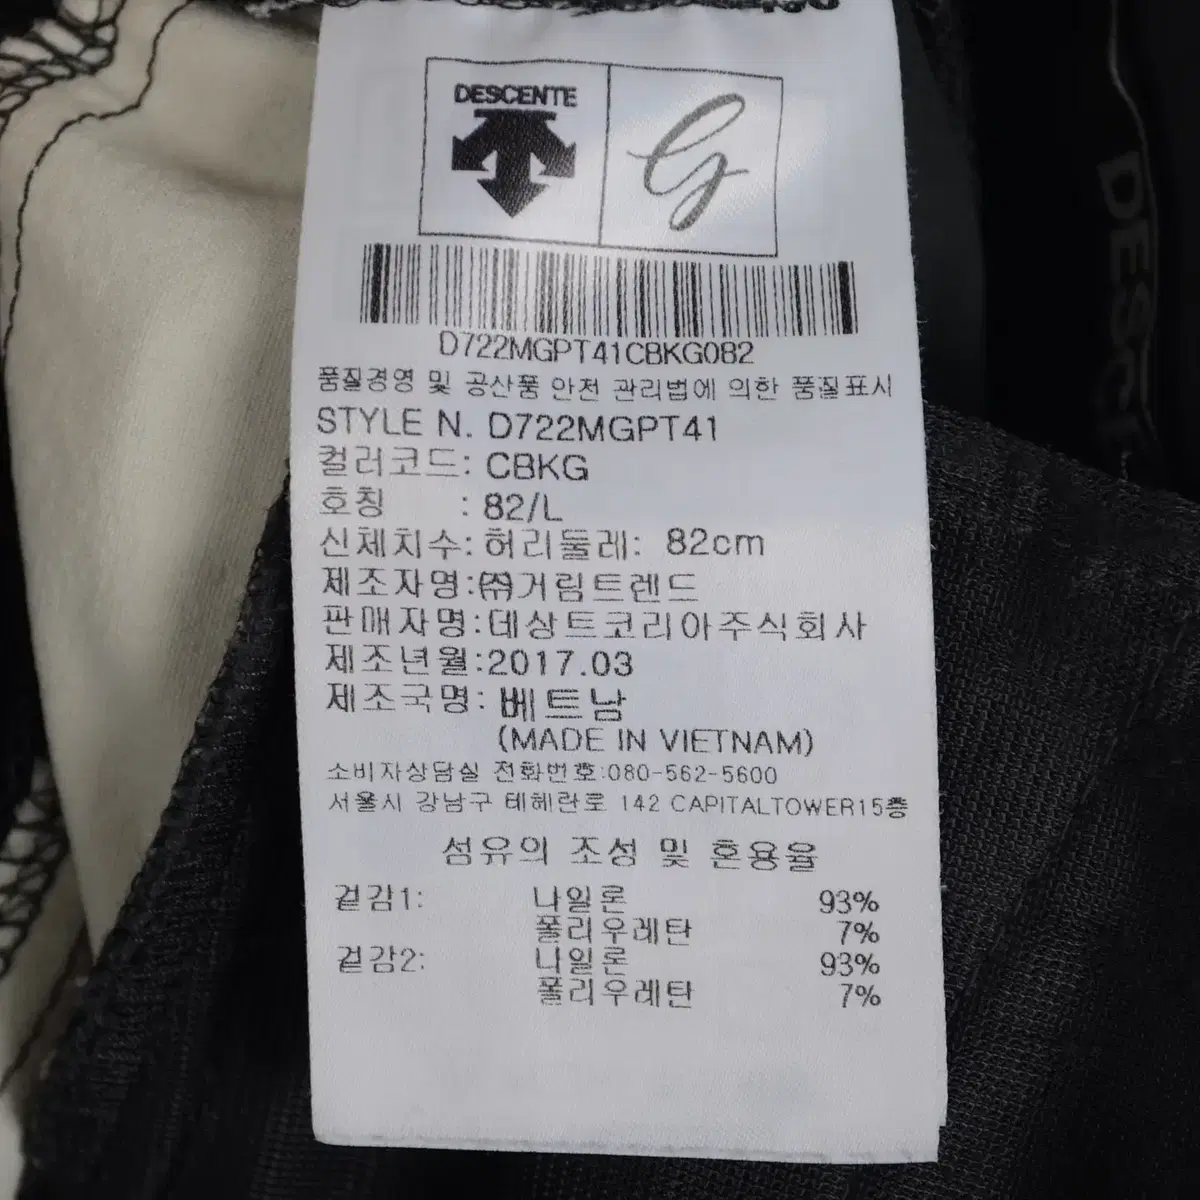 DESCENTE
G
D722MGPT41CBKG082
품질경영 및 공산품 안전 관리법에 의한 품질표시
STYLE N. D722MGPT41
컬러코드: CBKG
호칭 : 82/L
신체치수: 허리둘레: 82cm
제조자명:㈜거림트렌드
판매자명:데상트코리아주식회사
제조년월:2017.03
제조국명: 베트남
(MADE IN VIETNAM)
소비자상담실 전화번호:080-562-5600
서울시 강남구 테헤란로 142 CAPITALTOWER15층
섬유의 조성 및 혼용율
겉감1: 나일론 93%
폴리우레탄 7%
겉감2: 나일론 93%
폴리우레탄 7%